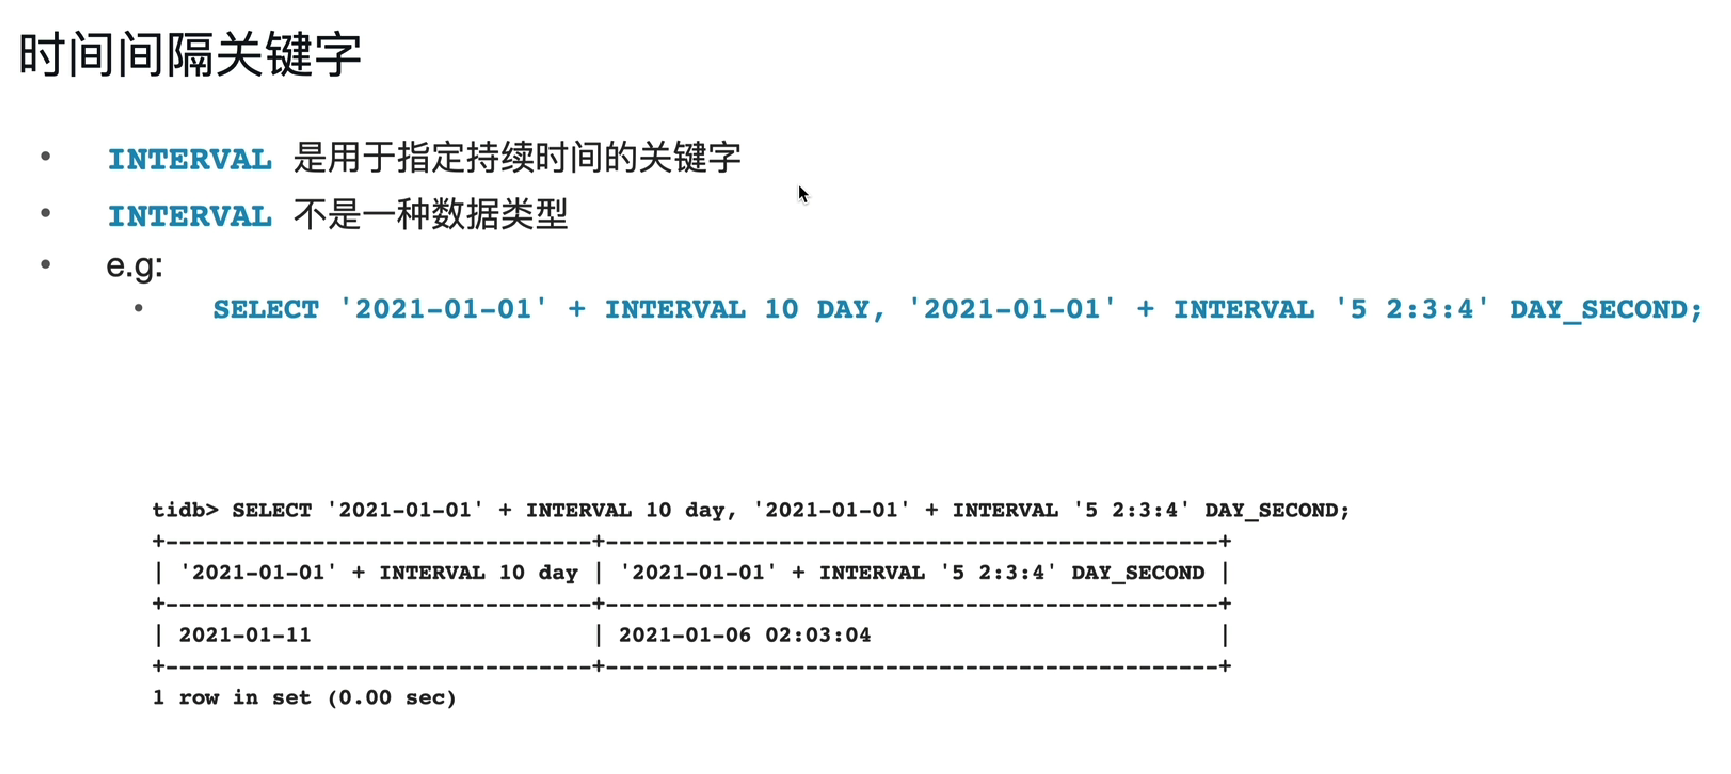 时间间隔关键字
• INTERVAL 是用于指定持续时间的关键字
• INTERVAL 不是一种数据类型
• e.g:
• SELECT '2021-01-01' + INTERVAL 10 DAY, '2021-01-01' + INTERVAL '5 2:3:4' DAY_SECOND;
tidb> SELECT '2021-01-01' + INTERVAL 10 day, '2021-01-01' + INTERVAL '5 2:3:4' DAY_SECOND;
+--------------------------------+----------------------------------------------+
| '2021-01-01' + INTERVAL 10 day | '2021-01-01' + INTERVAL '5 2:3:4' DAY_SECOND |
+--------------------------------+----------------------------------------------+
| 2021-01-11                     | 2021-01-06 02:03:04                          |
+--------------------------------+----------------------------------------------+
1 row in set (0.00 sec)